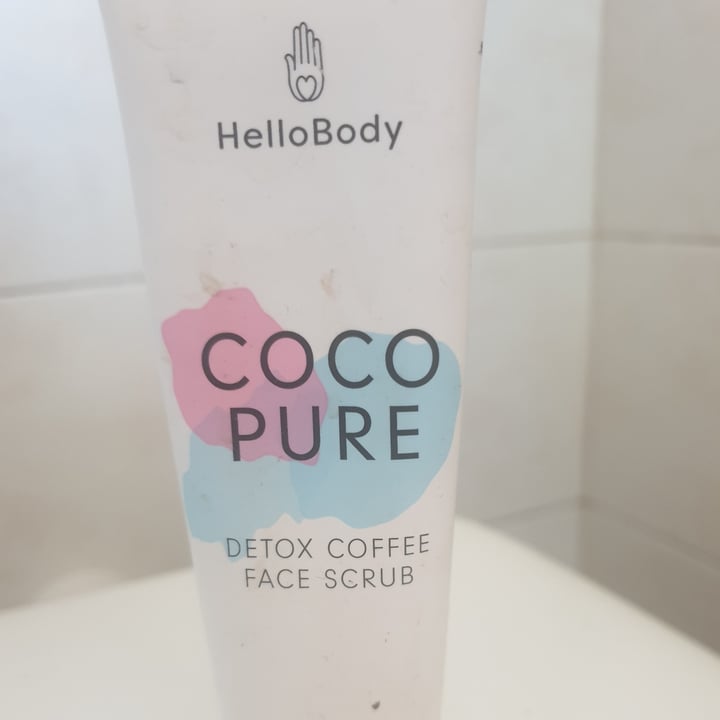 HelloBody
COCO
PURE
DETOX COFFEE
FACE SCRUB